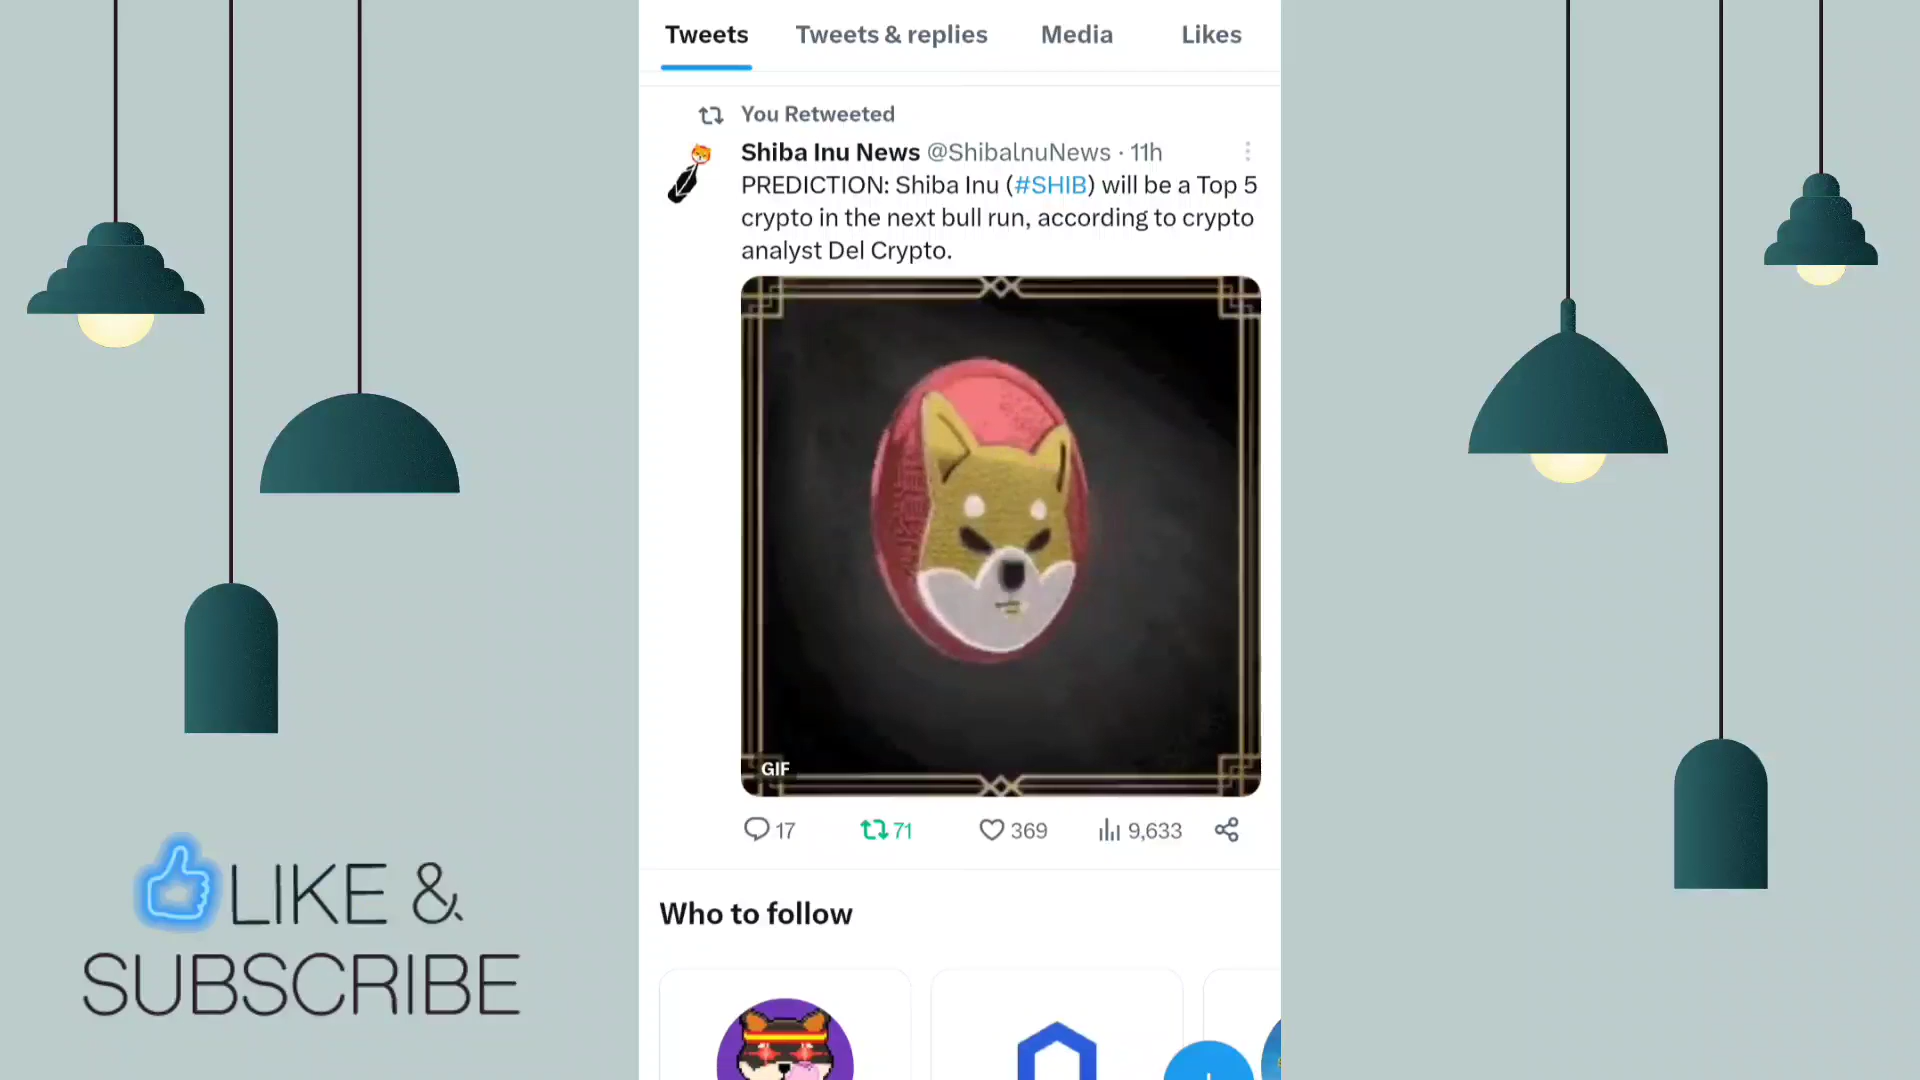 Tweets Tweets & replies Media Likes
You Retweeted
Shiba Inu News @ShibaInuNews · 11h
PREDICTION: Shiba Inu (#SHIB) will be a Top 5
crypto in the next bull run, according to crypto
analyst Del Crypto.
GIF
17 71 369 9,633
Who to follow
LIKE &
SUBSCRIBE